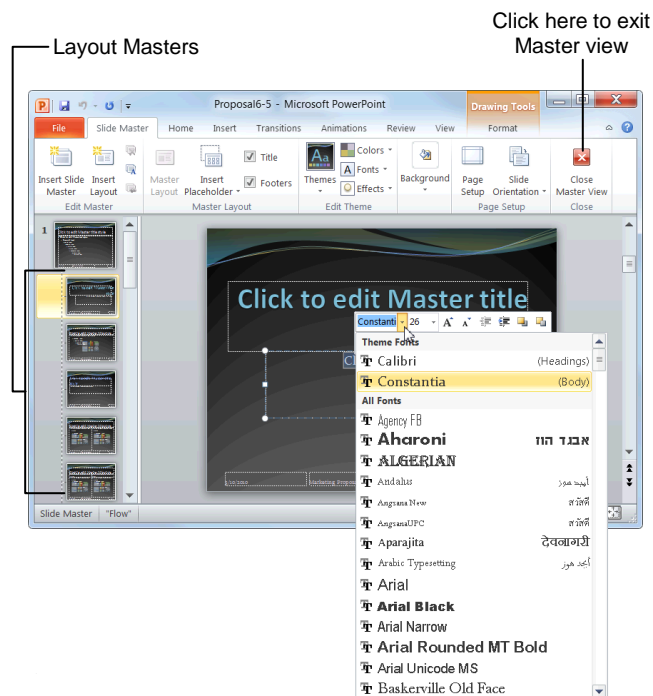 Click here to exit
Master view
Layout Masters
Proposal6-5 - Microsoft PowerPoint
Drawing Tools
File Slide Master Home Insert Transitions Animations Review View Format
Insert Slide Master
Insert Layout
Master Layout
Insert Placeholder
Title
Footers
Themes
Colors
Fonts
Effects
Background
Page Setup
Slide Orientation
Close Master View
Edit Master Master Layout Edit Theme Page Setup Close
1
Click to edit Master title
Constanti 26
Theme Fonts
Calibri (Headings)
Constantia (Body)
All Fonts
Agency FB
Aharoni אבגד הוז
ALGERIAN
Andalus أبجد هوز
Angsana New สวัสดี
AngsanaUPC สวัสดี
Aparajita देवनागरी
Arabic Typesetting أبجد هوز
Arial
Arial Black
Arial Narrow
Arial Rounded MT Bold
Arial Unicode MS
Baskerville Old Face
Slide Master "Flow"